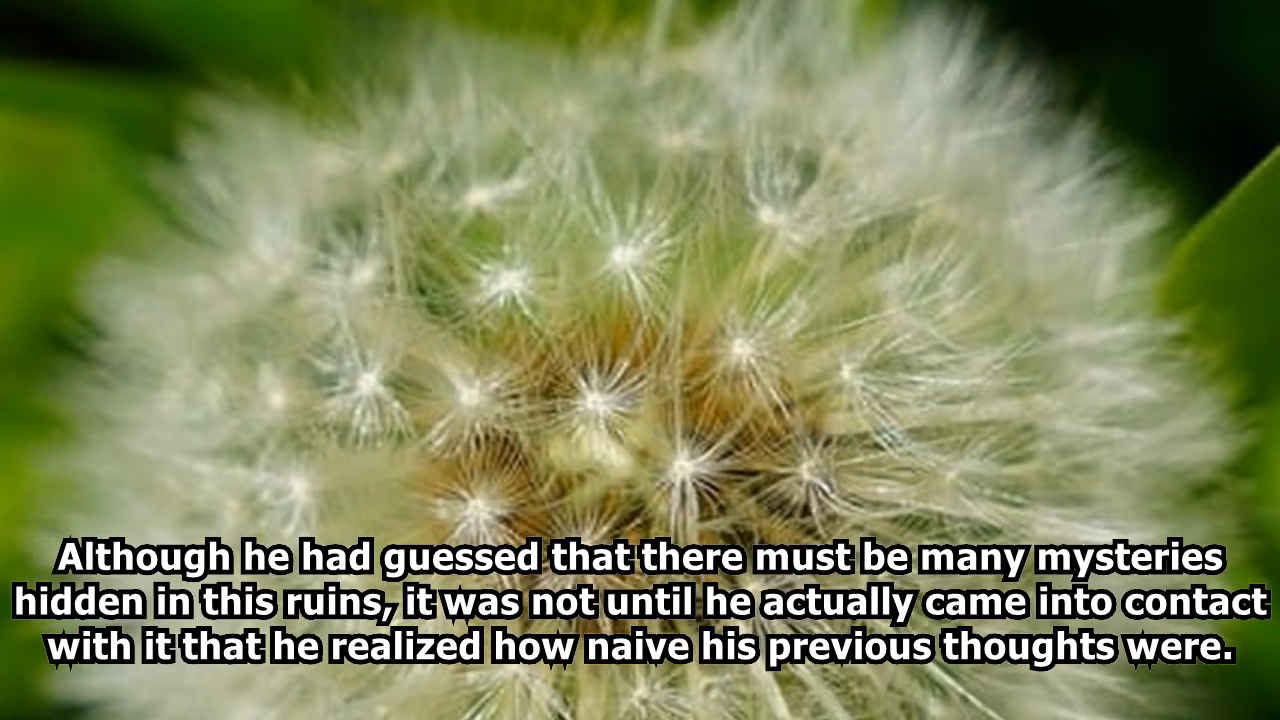 Although he had guessed that there must be many mysteries
hidden in this ruins, it was not until he actually came into contact
with it that he realized how naive his previous thoughts were.